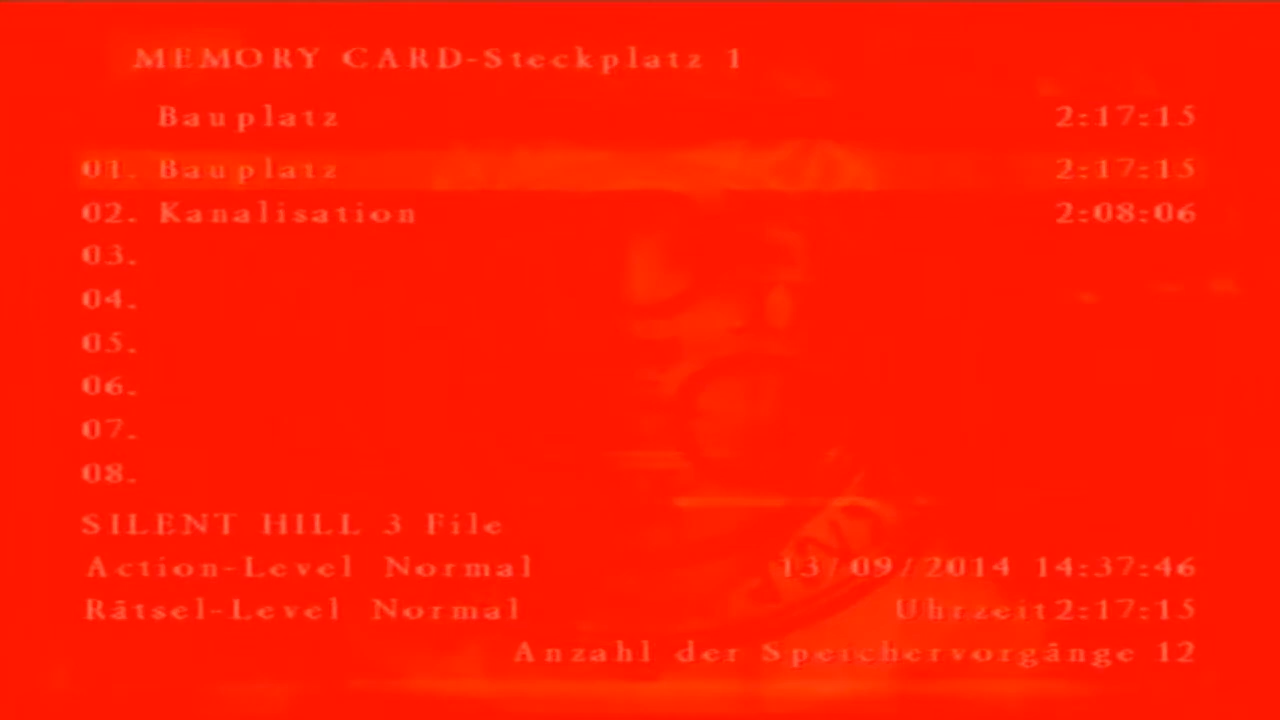 MEMORY CARD-Steckplatz 1
Bauplatz 2:17:15
01. Bauplatz 2:17:15
02. Kanalisation 2:08:06
03.
04.
05.
06.
07.
08.
SILENT HILL 3 File
Action-Level Normal 13/09/2014 14:37:46
Rätsel-Level Normal Uhrzeit2:17:15
Anzahl der Speichervorgänge 12